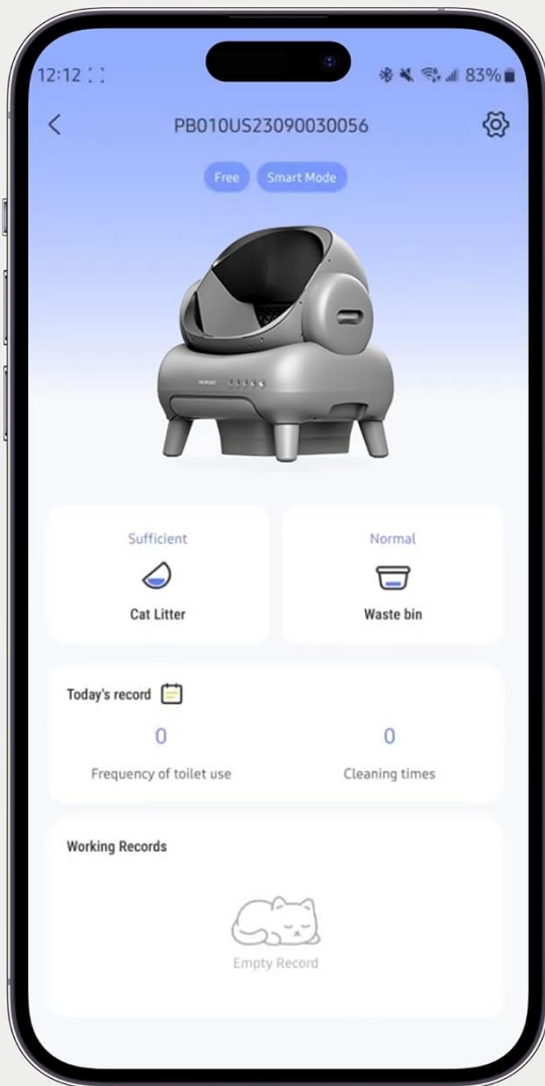 12:12
83%
PB010US23090030056
Free Smart Mode
Sufficient Normal
Cat Litter Waste bin
Today's record
0 0
Frequency of toilet use Cleaning times
Working Records
Empty Record